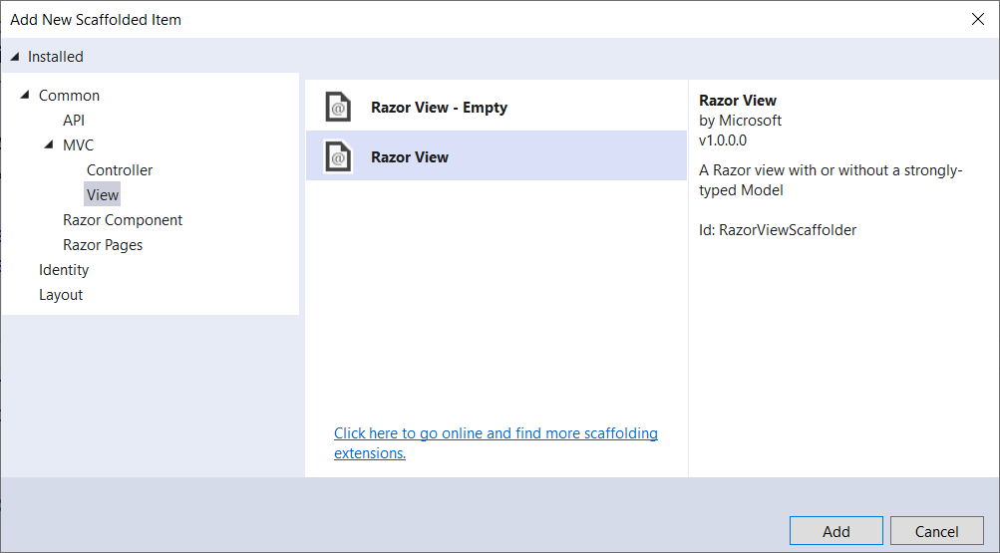 Add New Scaffolded Item
Installed
Common
API
MVC
Controller
View
Razor Component
Razor Pages
Identity
Layout
Razor View - Empty
Razor View
Click here to go online and find more scaffolding
extensions.
Razor View
by Microsoft
v1.0.0.0
A Razor view with or without a strongly-
typed Model
Id: RazorViewScaffolder
Add
Cancel